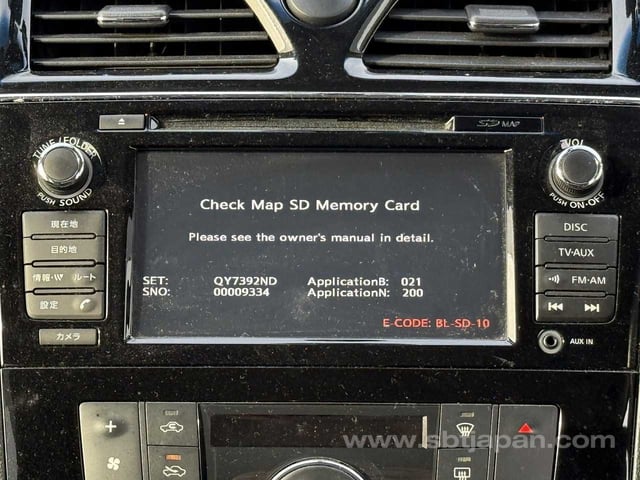 SD MAP
TUNE/FOLDER
PUSH SOUND
VOL
PUSH ON·OFF
Check Map SD Memory Card
Please see the owner's manual in detail.
SET: QY7392ND ApplicationB: 021
SNO: 00009334 ApplicationN: 200
E-CODE: BL-SD-10
現在地
目的地
情報·VV ルート
設定
カメラ
DISC
TV·AUX
FM·AM
AUX IN
www.sbtjapan.com